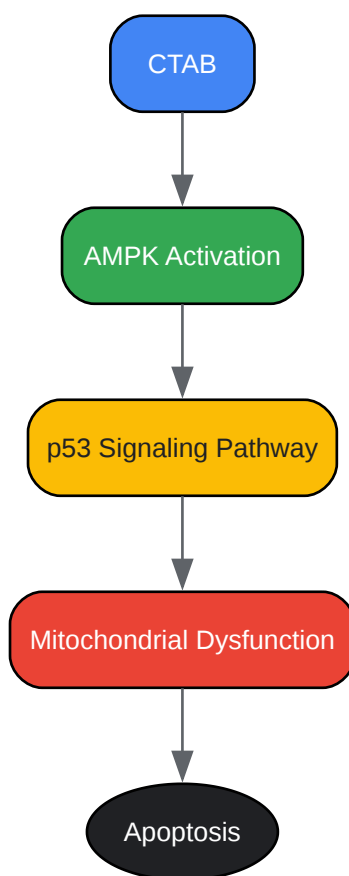 CTAB
AMPK Activation
p53 Signaling Pathway
Mitochondrial Dysfunction
Apoptosis